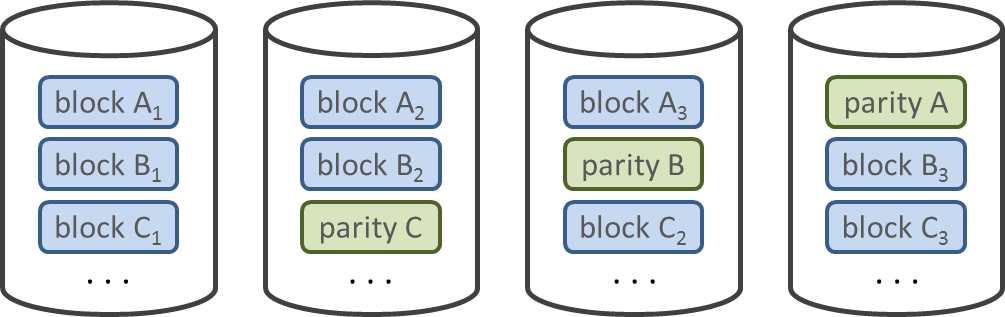 block A₁ block A₂ block A₃ parity A
block B₁ block B₂ parity B block B₃
block C₁ parity C block C₂ block C₃
. . . . . . . . . . . .